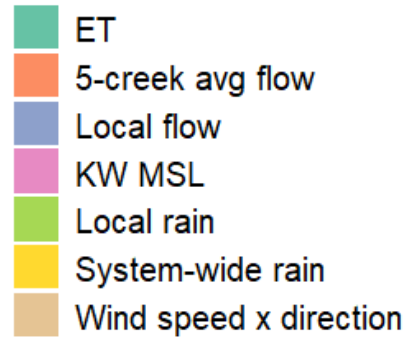 ET
5-creek avg flow
Local flow
KW MSL
Local rain
System-wide rain
Wind speed x direction